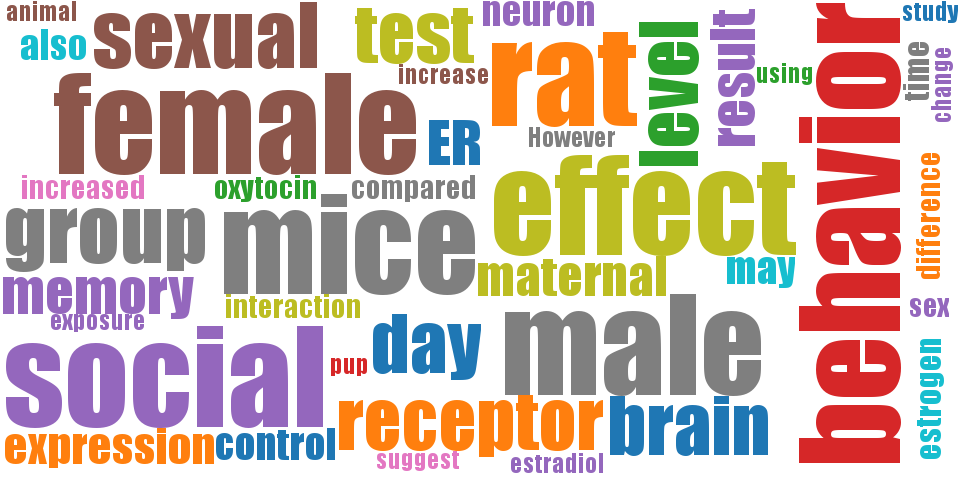 animal
also
sexual
test
neuron
increase
rat
level
result
using
behavior
study
time
change
female
ER
However
increased
oxytocin
compared
effect
difference
group
mice
maternal
may
memory
interaction
exposure
sex
social
pup
day
male
estrogen
expression
control
receptor
brain
suggest
estradiol